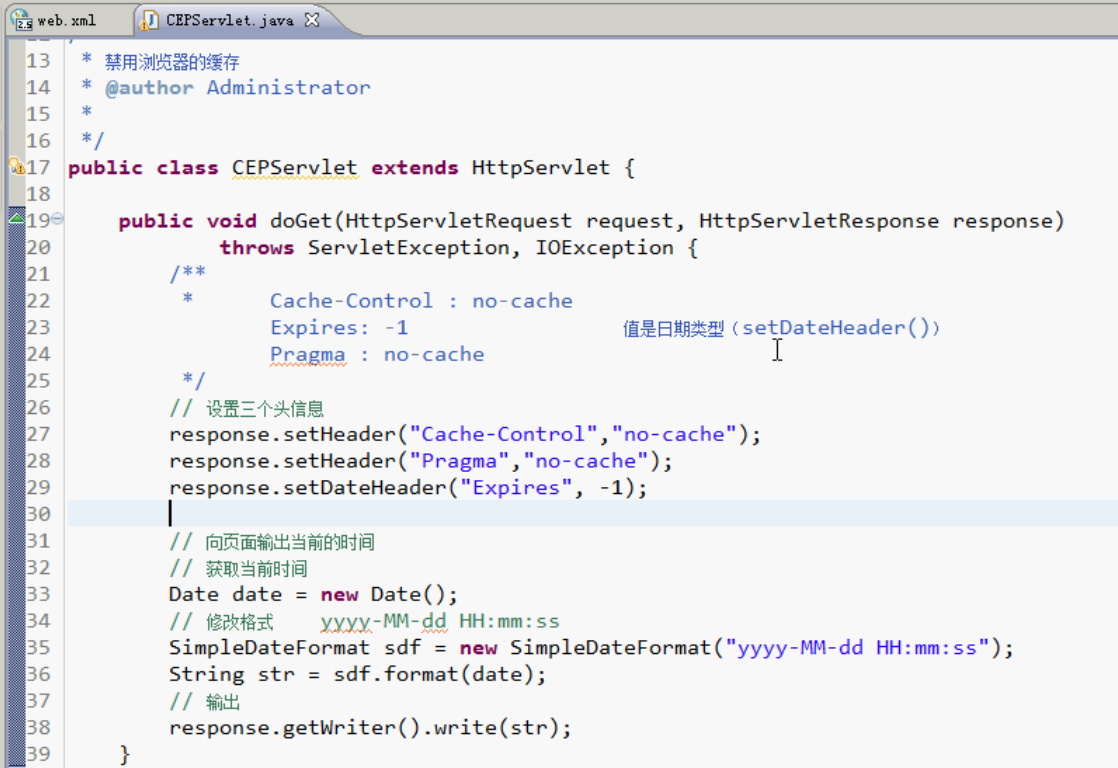 web.xml CEPServlet.java
13 * 禁用浏览器的缓存
14 * @author Administrator
15 *
16 */
17 public class CEPServlet extends HttpServlet {
18
19 public void doGet(HttpServletRequest request, HttpServletResponse response)
20 throws ServletException, IOException {
21 /**
22 * Cache-Control : no-cache
23 Expires: -1 值是日期类型（setDateHeader()）
24 Pragma : no-cache
25 */
26 // 设置三个头信息
27 response.setHeader("Cache-Control","no-cache");
28 response.setHeader("Pragma","no-cache");
29 response.setDateHeader("Expires", -1);
30
31 // 向页面输出当前的时间
32 // 获取当前时间
33 Date date = new Date();
34 // 修改格式 yyyy-MM-dd HH:mm:ss
35 SimpleDateFormat sdf = new SimpleDateFormat("yyyy-MM-dd HH:mm:ss");
36 String str = sdf.format(date);
37 // 输出
38 response.getWriter().write(str);
39 }